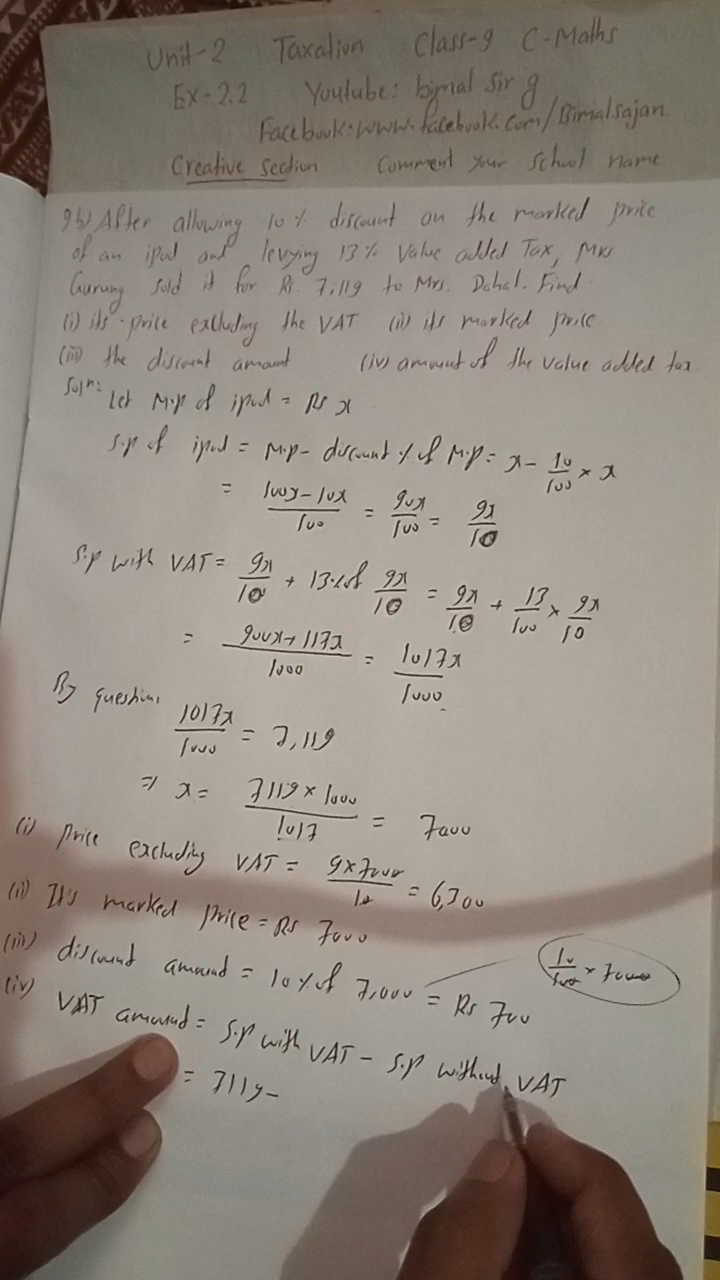 Unit-2 Taxation Class-9 C-Maths
Ex-2.2 Youtube: bimal Sir g
Facebook: www.facebook.com/Bimalsajan
Creative section Comment your School name
9b) After allowing 10% discount on the marked price
of an ipod and levying 13% Value added Tax, Mrs
Gurung Sold it for Rs. 7,119 to Mrs. Dahal. Find
(i) its price excluding the VAT (ii) its marked price
(iii) the discount amount (iv) amount of the value added tax.
Solⁿ: Let M.p of ipod = Rs x
S.p of ipod = M.p - discount % of M.p = x - 10/100 × x
= 100x-10x/100 = 90x/100 = 9x/10
S.p with VAT = 9x/10 + 13% of 9x/10 = 9x/10 + 13/100 × 9x/10
= 900x+117x/1000 = 1017x/1000
By question,
1017x/1000 = 7,119
⇒ x = 7119×1000/1017 = 7000
(i) price excluding VAT = 9×7000/10 = 6,300
(ii) It's marked price = Rs 7000
(iii) discount amount = 10% of 7,000 = Rs 700 10/100 × 7000
(iv) VAT amount = S.p with VAT - S.p without VAT
= 7119-